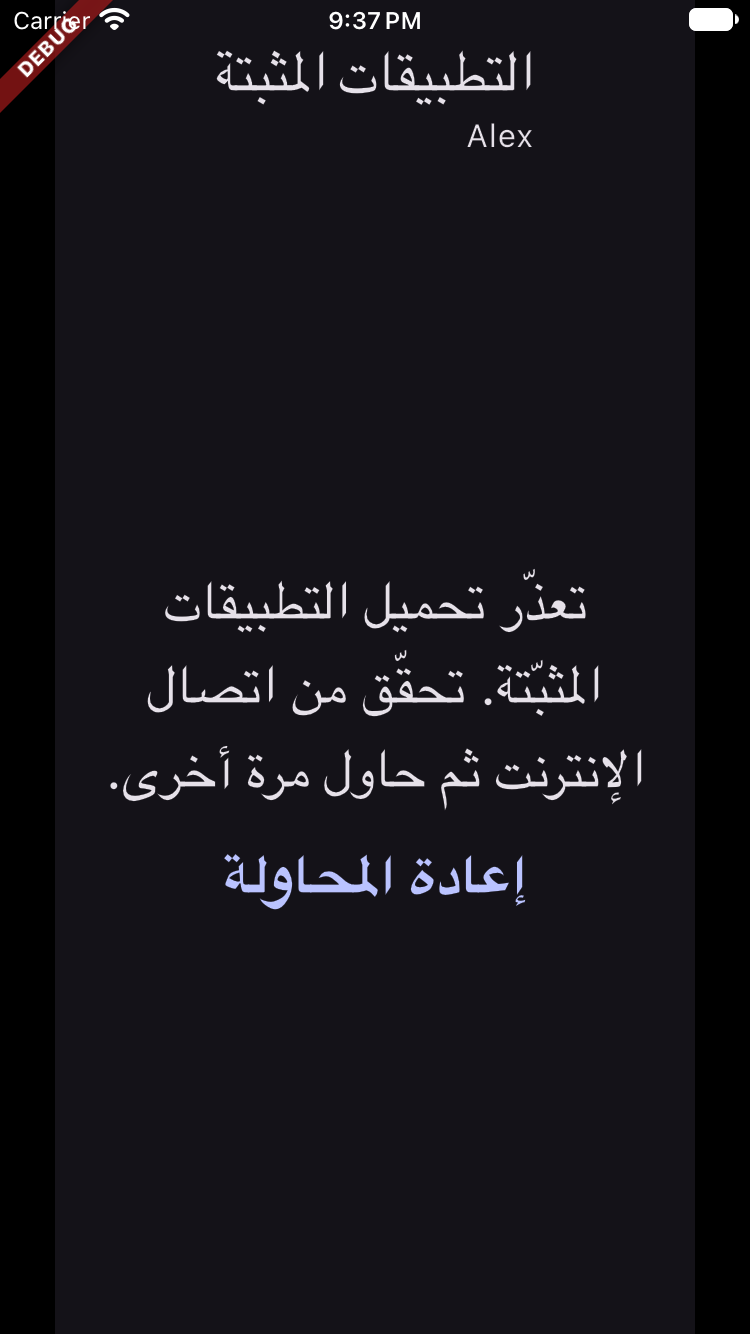 Carrier 9:37 PM
DEBUG
التطبيقات المثبتة
Alex
تعذّر تحميل التطبيقات
المثبّتة. تحقّق من اتصال
الإنترنت ثم حاول مرة أخرى.
إعادة المحاولة